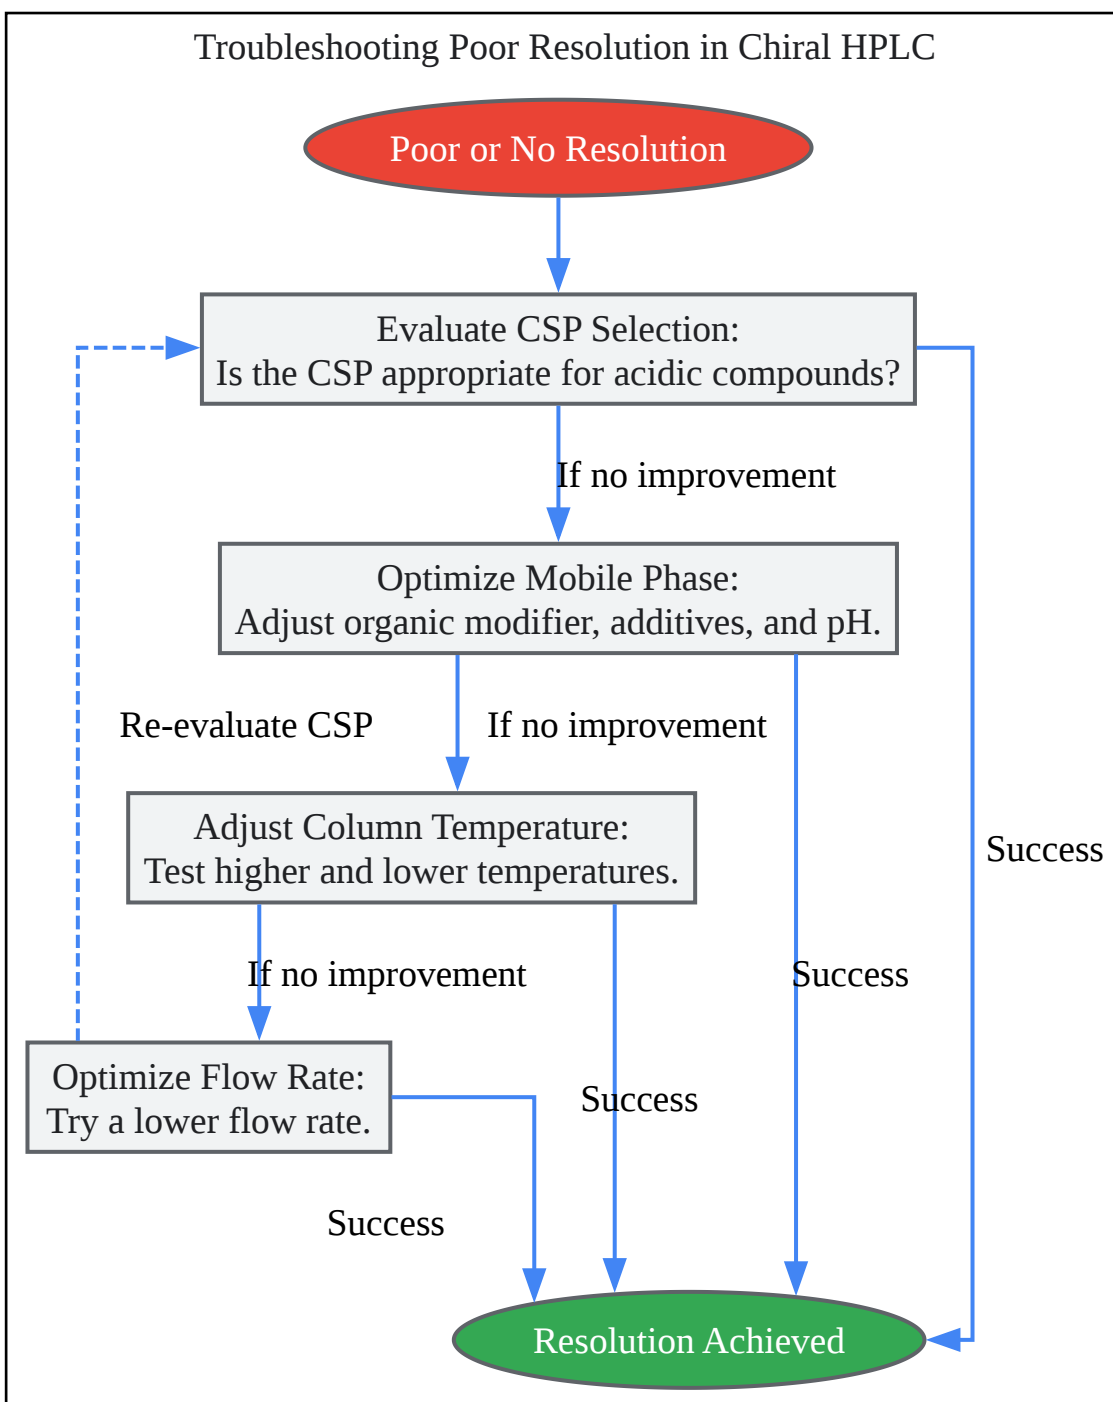 Troubleshooting Poor Resolution in Chiral HPLC
Poor or No Resolution
Evaluate CSP Selection:
Is the CSP appropriate for acidic compounds?
If no improvement
Optimize Mobile Phase:
Adjust organic modifier, additives, and pH.
Re-evaluate CSP
If no improvement
Adjust Column Temperature:
Test higher and lower temperatures.
Success
If no improvement
Success
Optimize Flow Rate:
Try a lower flow rate.
Success
Success
Resolution Achieved